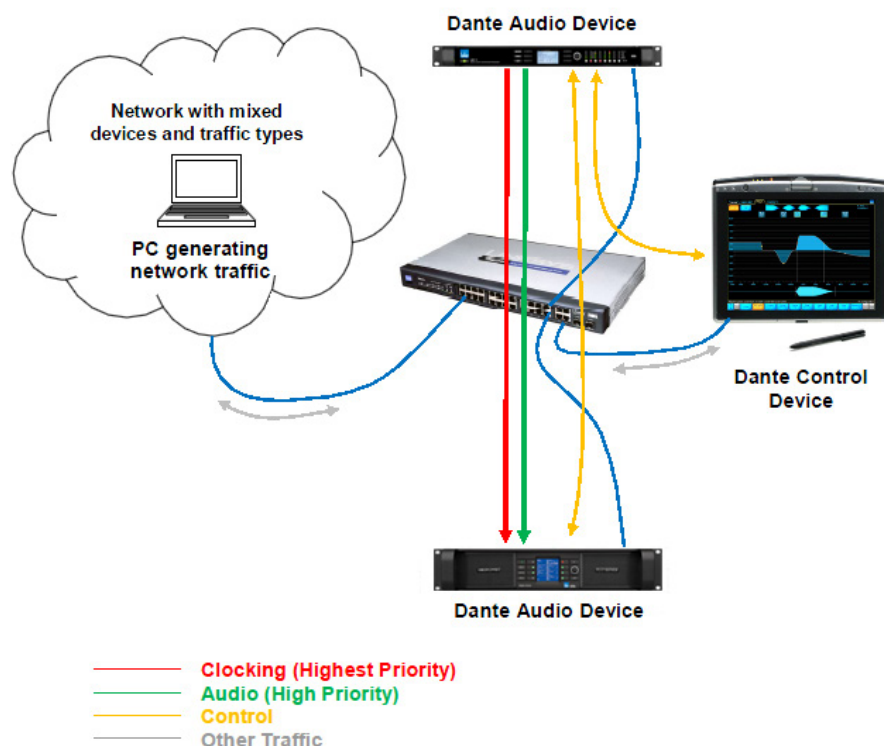 Dante Audio Device
Network with mixed
devices and traffic types
PC generating
network traffic
Dante Control
Device
Dante Audio Device
Clocking (Highest Priority)
Audio (High Priority)
Control
Other Traffic